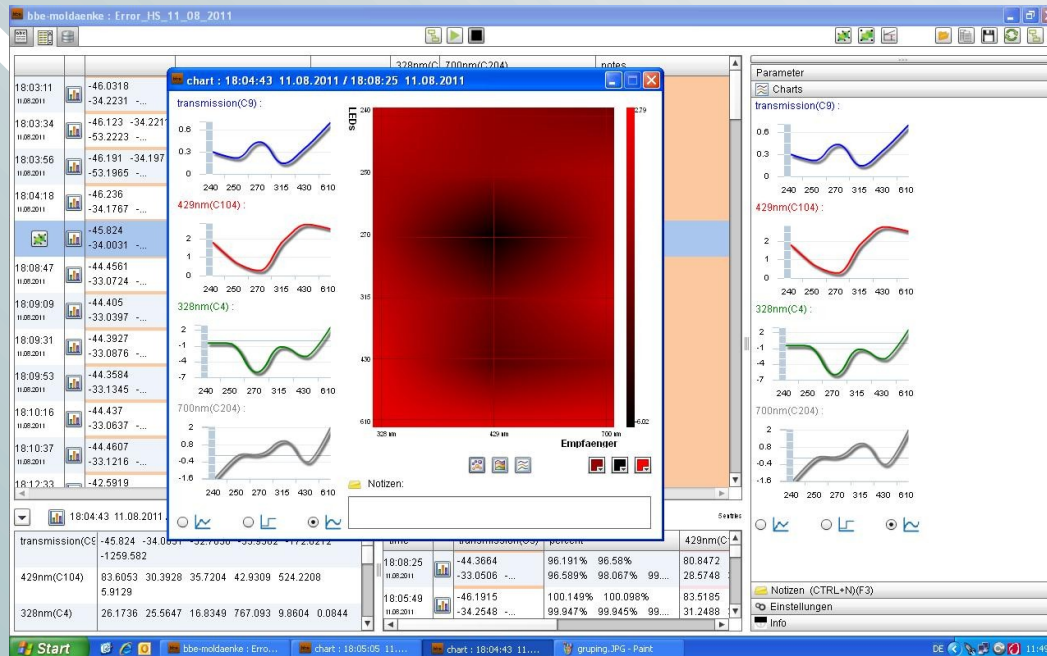 bbe-moldaenke : Error_HS_11_08_2011
328nm(C 700nm(C204) notes
18:03:11 11.08.2011 -46.0318
-34.2231 -...
18:03:34 11.08.2011 -46.123 -34.2211
-53.2223 -...
18:03:56 11.08.2011 -46.191 -34.197
-53.1965 -...
18:04:18 11.08.2011 -46.236
-34.1767 -...
-45.824
-34.0031 -...
18:08:47 11.08.2011 -44.4561
-33.0724 -...
18:09:09 11.08.2011 -44.405
-33.0397 -...
18:09:31 11.08.2011 -44.3927
-33.0876 -...
18:09:53 11.08.2011 -44.3584
-33.1345 -...
18:10:16 11.08.2011 -44.437
-33.0637 -...
18:10:37 11.08.2011 -44.4607
-33.1216 -...
18:12:33 -42.5919
chart : 18:04:43 11.08.2011 / 18:08:25 11.08.2011
transmission(C9) :
0.6
0.3
0
240 250 270 315 430 610
429nm(C104) :
2
1
0
240 250 270 315 430 610
328nm(C4) :
2
-1
-4
-7
240 250 270 315 430 610
700nm(C204) :
2
0.8
-0.4
-1.6
240 250 270 315 430 610
LEDs
240
250
270
315
430
610
328 nm 429 nm 700 nm
Empfaenger
2.79
-6.02
Notizen:
Parameter
Charts
transmission(C9) :
0.6
0.3
0
240 250 270 315 430 610
429nm(C104) :
2
1
0
240 250 270 315 430 610
328nm(C4) :
2
-1
-4
-7
240 250 270 315 430 610
700nm(C204) :
2
0.8
-0.4
-1.6
240 250 270 315 430 610
Notizen (CTRL+N)(F3)
Einstellungen
Info
18:04:43 11.08.2011
transmission(C9 -45.824
-1259.582
429nm(C104) 83.6053 30.3928 35.7204 42.9309 524.2208
5.9129
328nm(C4) 26.1736 25.5647 16.8349 767.093 9.8604 0.0844
429nm(C
18:08:25 11.08.2011 -44.3664 96.191% 96.58% 80.8472
-33.0506 -... 96.589% 98.067% 99.... 28.5748
18:05:49 11.08.2011 -46.1915 100.149% 100.098% 83.5185
-34.2548 -... 99.947% 99.945% 99.... 31.2488
Start bbe-moldaenke : Erro... chart : 18:05:05 11.... chart : 18:04:43 11.... gruping.JPG - Paint DE 11:49